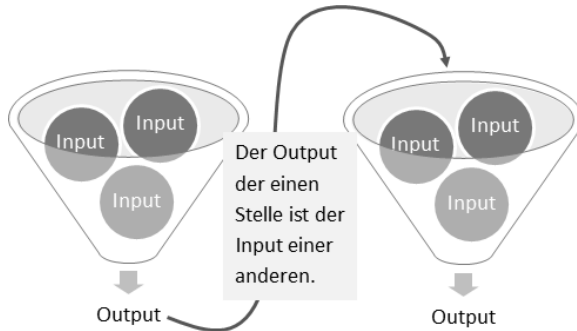 Input
Input
Input
Output
Der Output
der einen
Stelle ist der
Input einer
anderen.
Input
Input
Input
Output